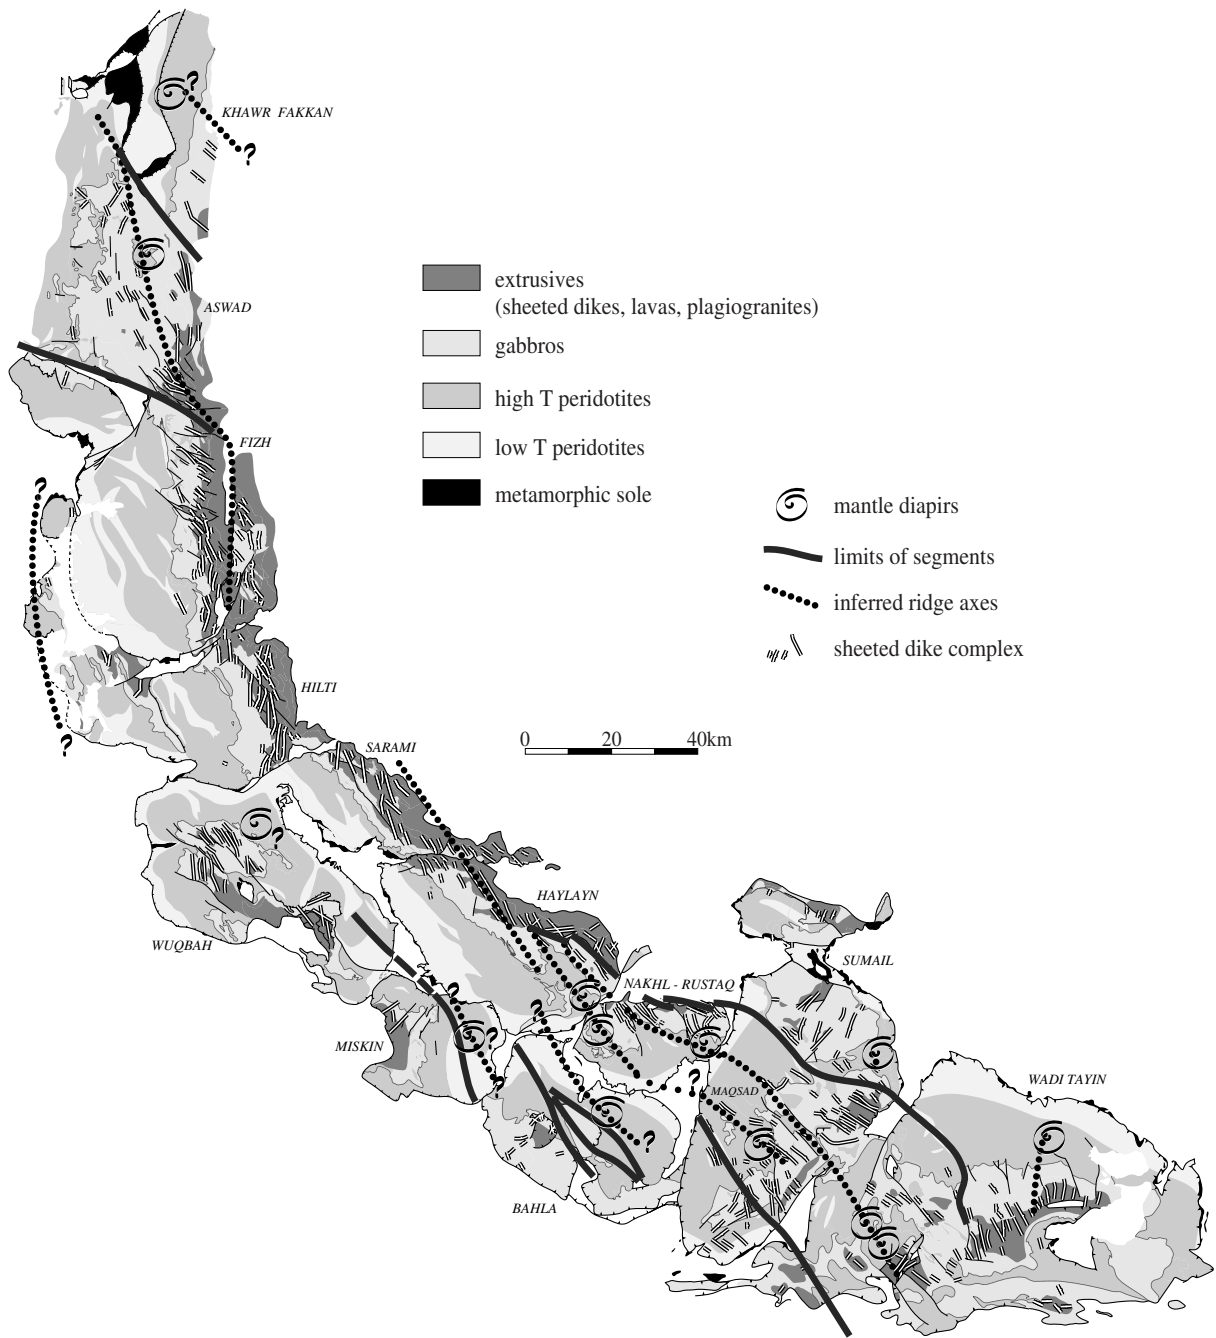 ?
KHAWR FAKKAN
?
extrusives
(sheeted dikes, lavas, plagiogranites)
ASWAD
gabbros
high T peridotites
FIZH
low T peridotites
?
metamorphic sole
mantle diapirs
limits of segments
inferred ridge axes
sheeted dike complex
HILTI
?
SARAMI
0 20 40km
?
HAYLAYN
WUQBAH
SUMAIL
NAKHL - RUSTAQ
?
?
?
MISKIN
?
?
MAQSAD
WADI TAYIN
?
BAHLA